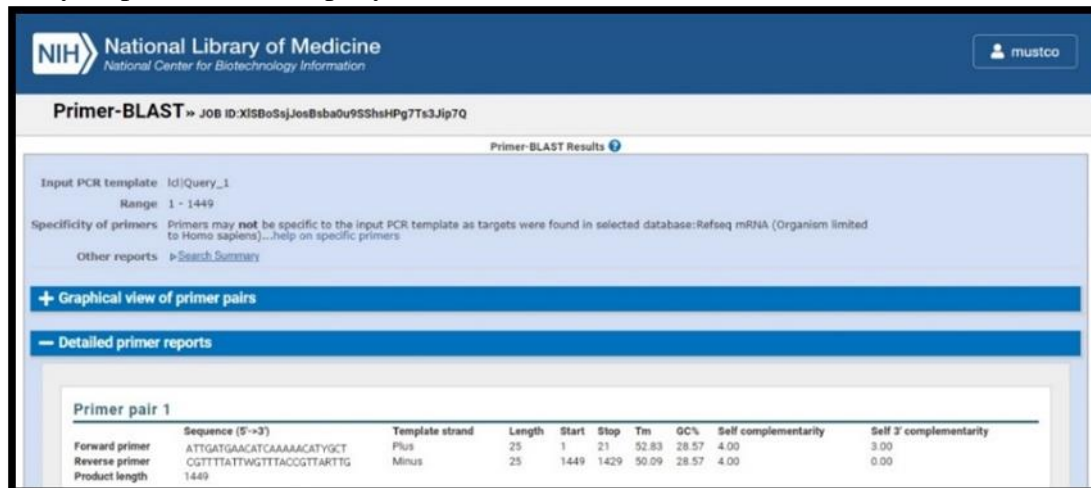 NIH National Library of Medicine
National Center for Biotechnology Information
mustco
Primer-BLAST » JOB ID:XlSBoSsjJosBsba0u9SShsHPg7Ts3Jip7Q
Primer-BLAST Results
Input PCR template lcl|Query_1
Range 1 - 1449
Specificity of primers Primers may not be specific to the input PCR template as targets were found in selected database:Refseq mRNA (Organism limited
to Homo sapiens)...help on specific primers
Other reports Search Summary
Graphical view of primer pairs
Detailed primer reports
Primer pair 1
Sequence (5'->3') Template strand Length Start Stop Tm GC% Self complementarity Self 3' complementarity
Forward primer ATTGATGAACATCAAAAACATYGCT Plus 25 1 21 52.83 28.57 4.00 3.00
Reverse primer CGTTTTATTWGTTTACCGTTARTTG Minus 25 1449 1429 50.09 28.57 4.00 0.00
Product length 1449